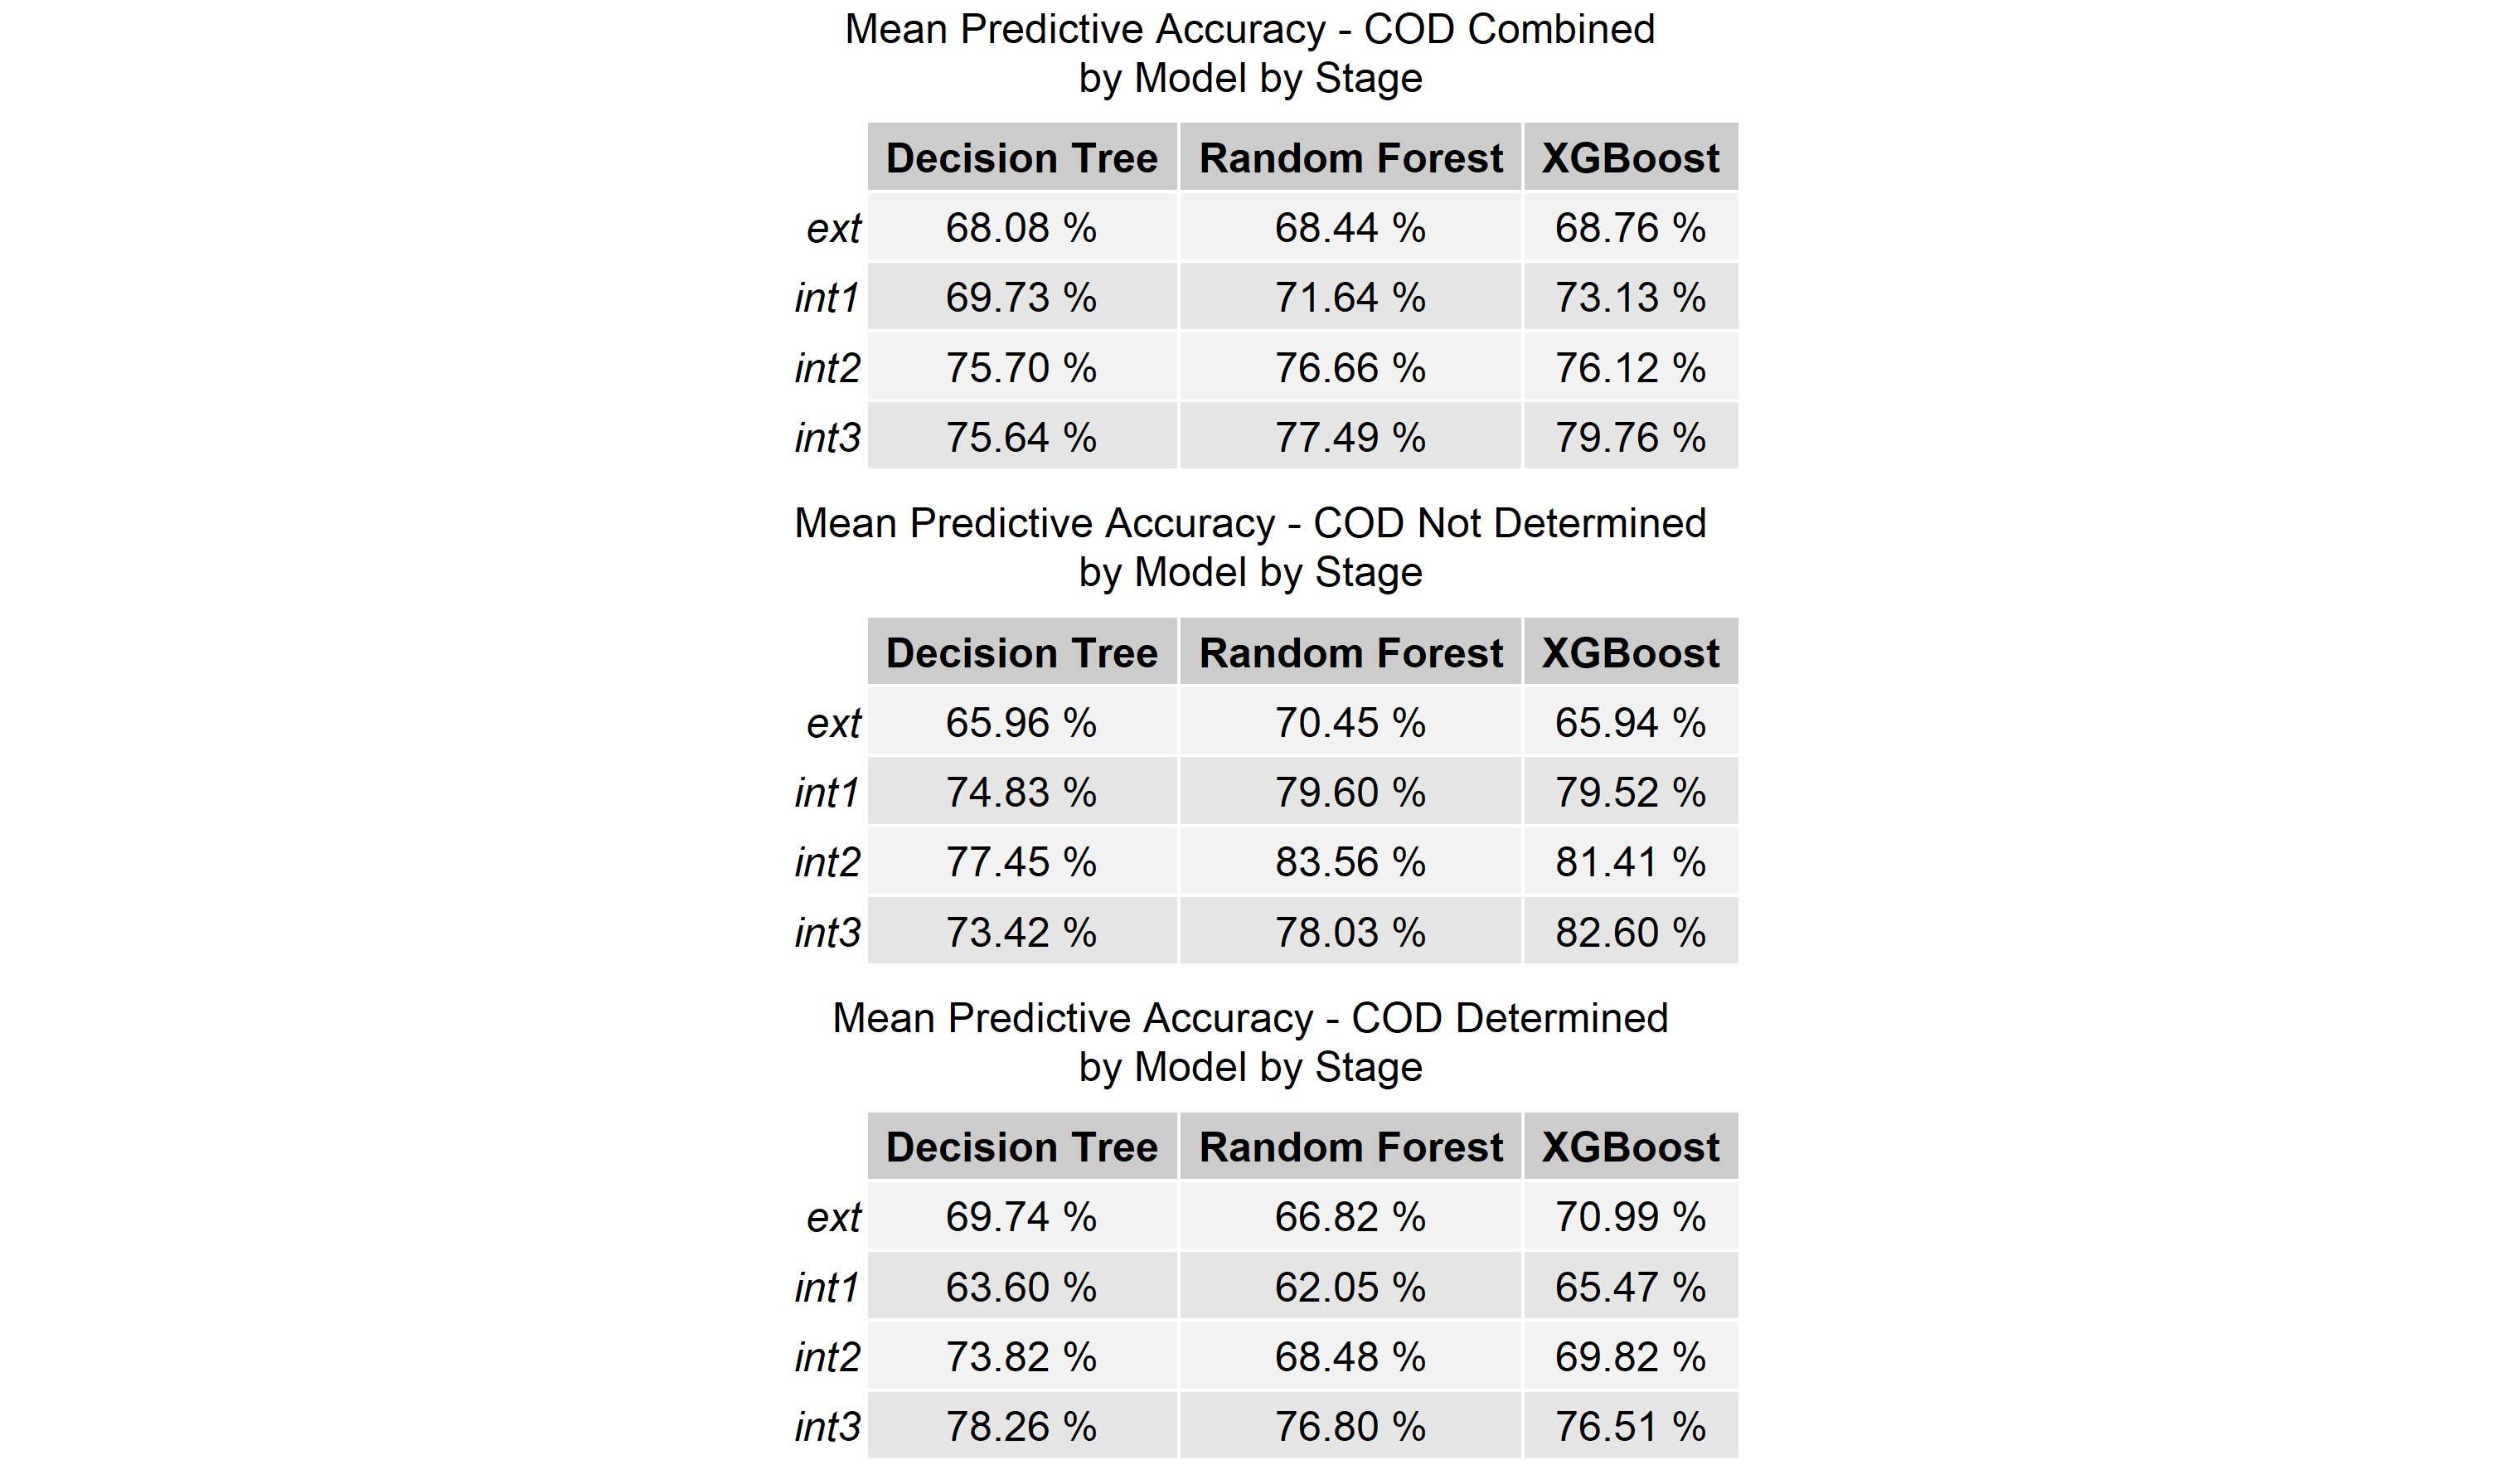 Mean Predictive Accuracy - COD Combined
by Model by Stage
Decision Tree Random Forest XGBoost
ext 68.08 % 68.44 % 68.76 %
int1 69.73 % 71.64 % 73.13 %
int2 75.70 % 76.66 % 76.12 %
int3 75.64 % 77.49 % 79.76 %
Mean Predictive Accuracy - COD Not Determined
by Model by Stage
Decision Tree Random Forest XGBoost
ext 65.96 % 70.45 % 65.94 %
int1 74.83 % 79.60 % 79.52 %
int2 77.45 % 83.56 % 81.41 %
int3 73.42 % 78.03 % 82.60 %
Mean Predictive Accuracy - COD Determined
by Model by Stage
Decision Tree Random Forest XGBoost
ext 69.74 % 66.82 % 70.99 %
int1 63.60 % 62.05 % 65.47 %
int2 73.82 % 68.48 % 69.82 %
int3 78.26 % 76.80 % 76.51 %